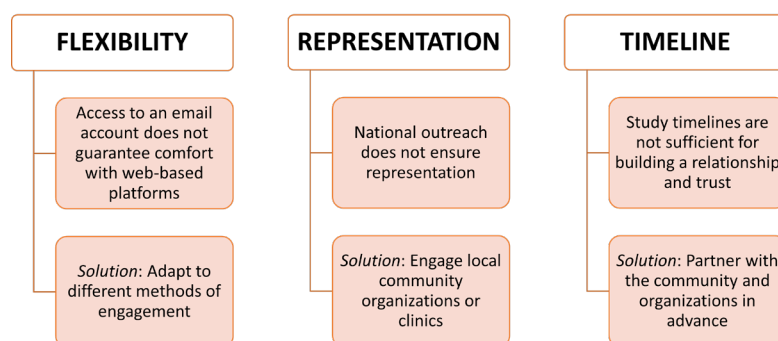 FLEXIBILITY
Access to an email
account does not
guarantee comfort
with web-based
platforms
Solution: Adapt to
different methods of
engagement
REPRESENTATION
National outreach
does not ensure
representation
Solution: Engage local
community
organizations or
clinics
TIMELINE
Study timelines are
not sufficient for
building a relationship
and trust
Solution: Partner with
the community and
organizations in
advance